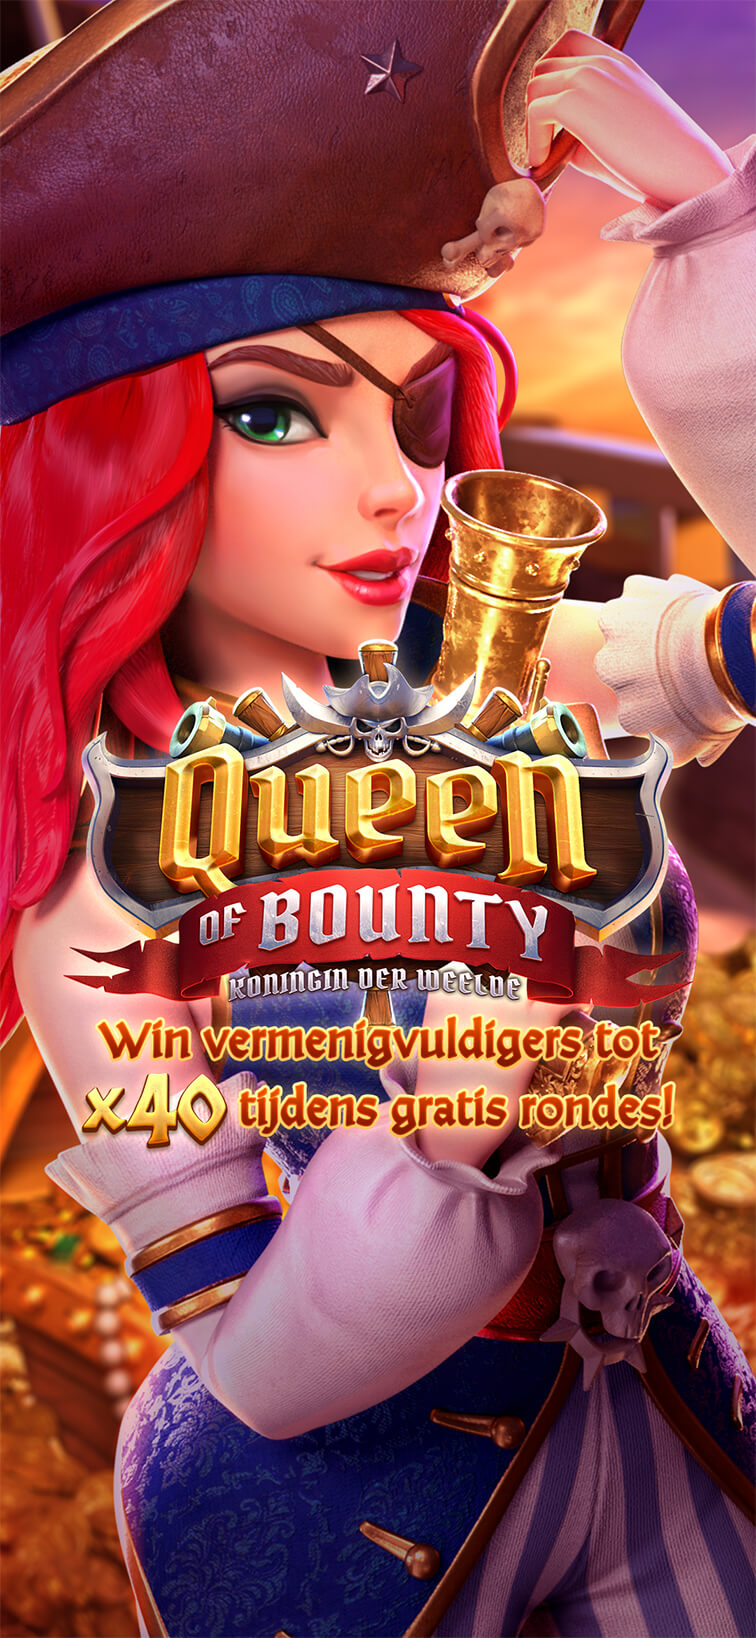 Queen
OF BOUNTY
KONINGIN DER WEELDE
Win vermenigvuldigers tot
x40 tijdens gratis rondes!